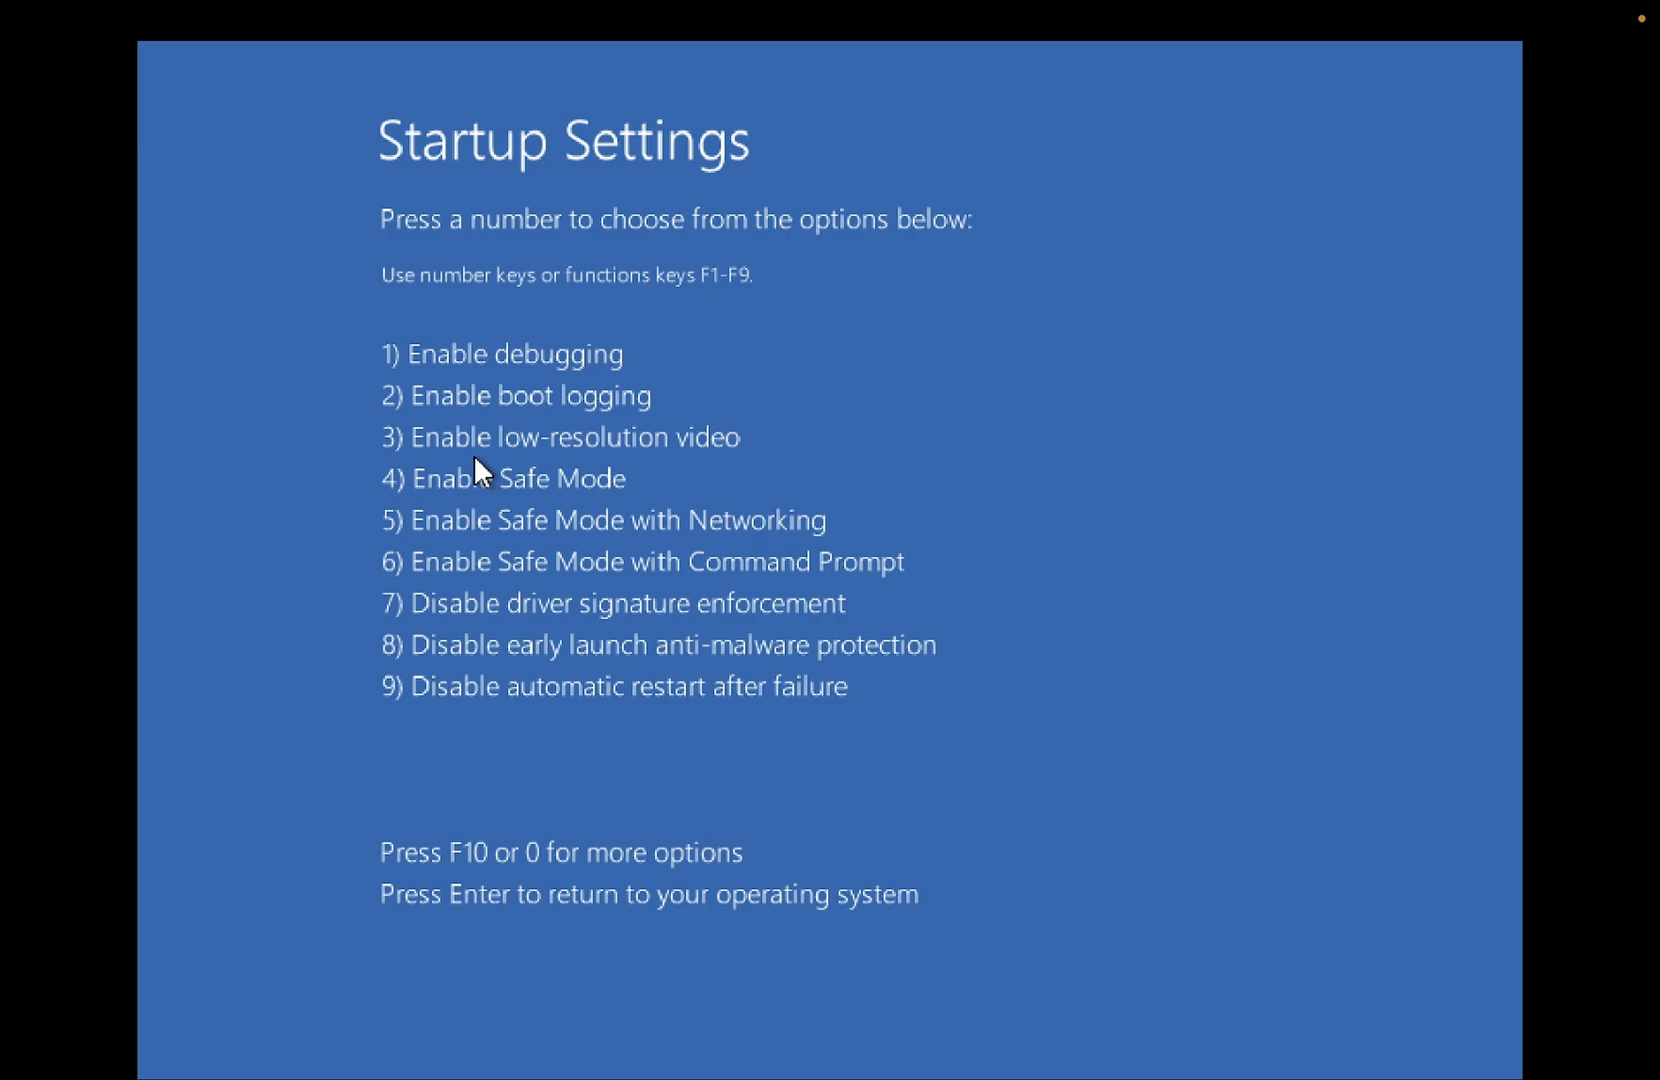 Startup Settings
Press a number to choose from the options below:
Use number keys or functions keys F1-F9.
1) Enable debugging
2) Enable boot logging
3) Enable low-resolution video
4) Enable Safe Mode
5) Enable Safe Mode with Networking
6) Enable Safe Mode with Command Prompt
7) Disable driver signature enforcement
8) Disable early launch anti-malware protection
9) Disable automatic restart after failure
Press F10 or 0 for more options
Press Enter to return to your operating system